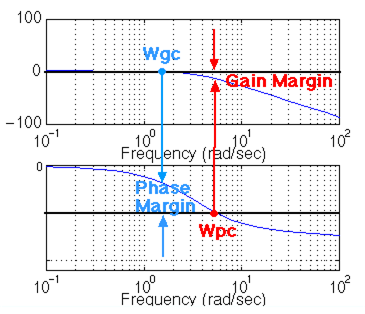 100
Wgc
0
Gain Margin
-100
10-1 100 101 102
Frequency (rad/sec)
0
Phase
Margin
Wpc
10-1 100 101 102
Frequency (rad/sec)